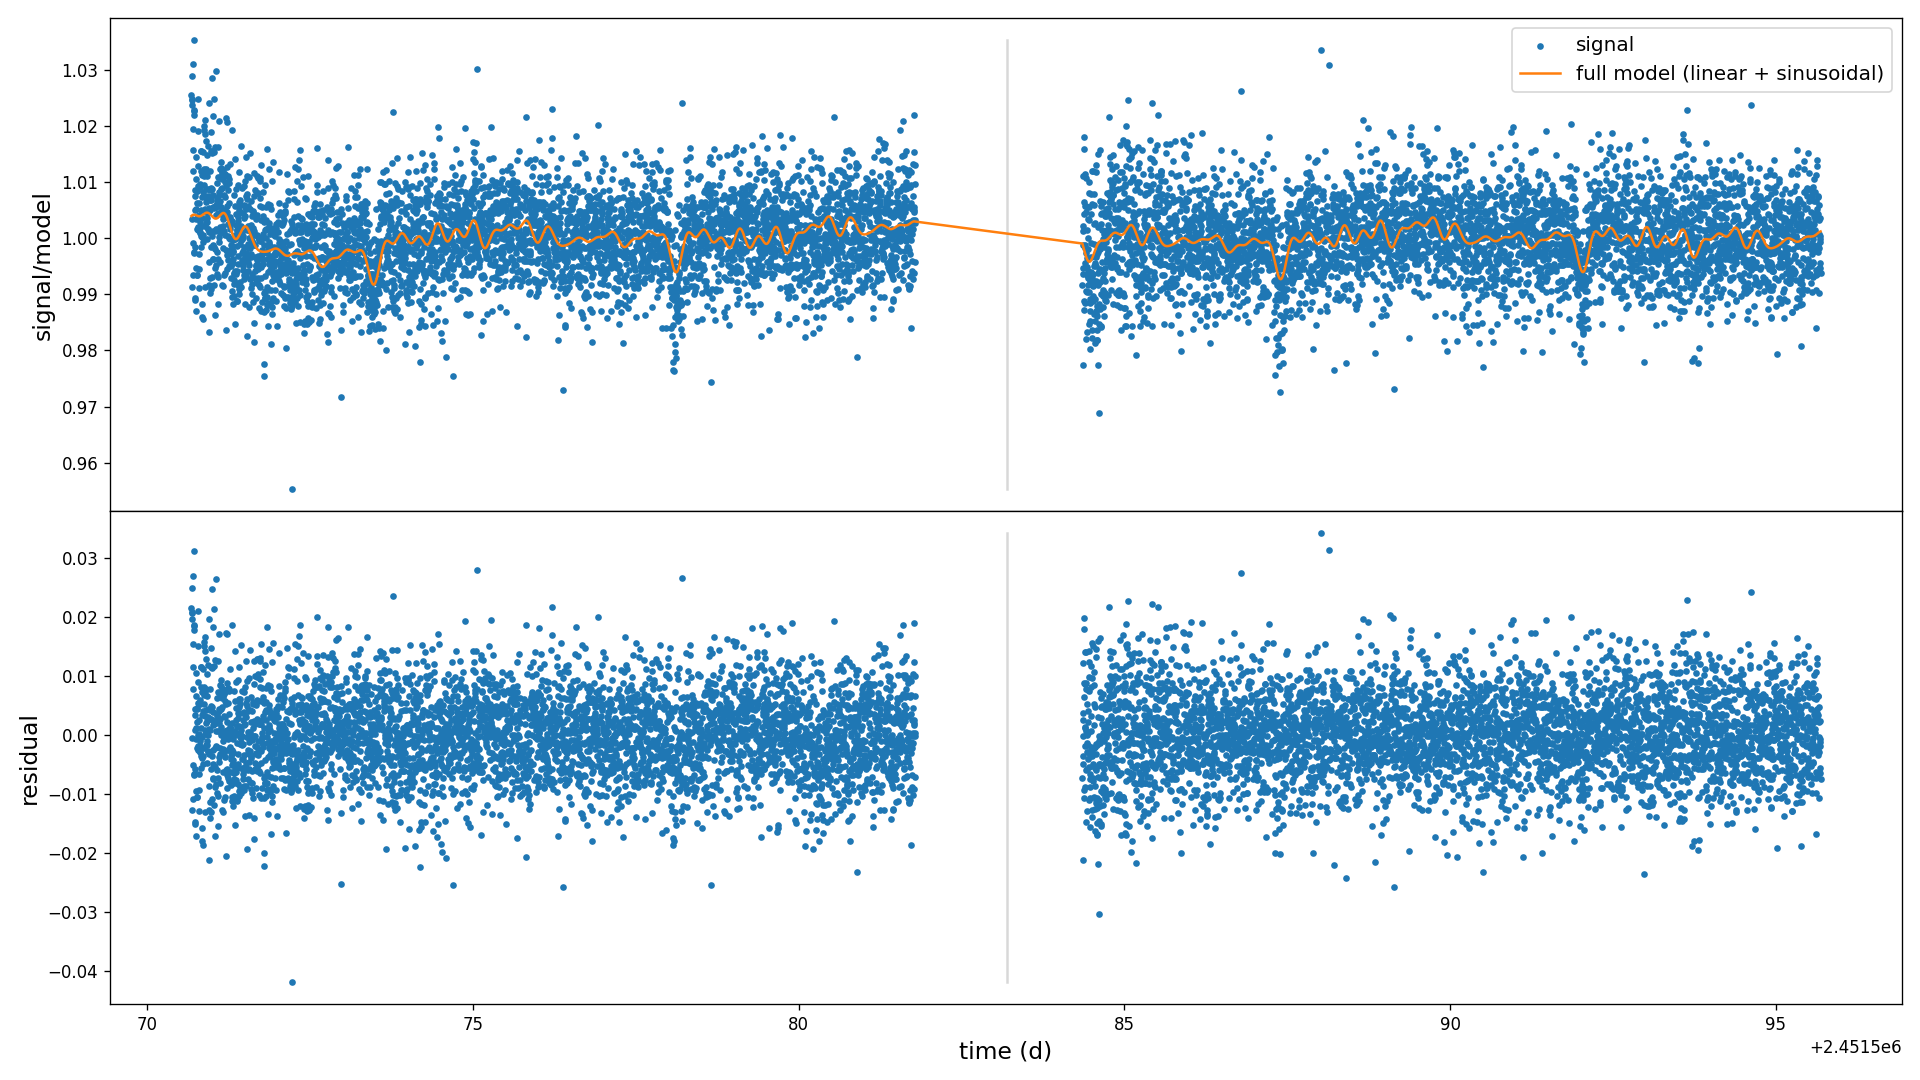 signal
full model (linear + sinusoidal)
signal/model
1.03
1.02
1.01
1.00
0.99
0.98
0.97
0.96
residual
0.03
0.02
0.01
0.00
−0.01
−0.02
−0.03
−0.04
70 75 80 85 90 95
time (d)
+2.4515e6